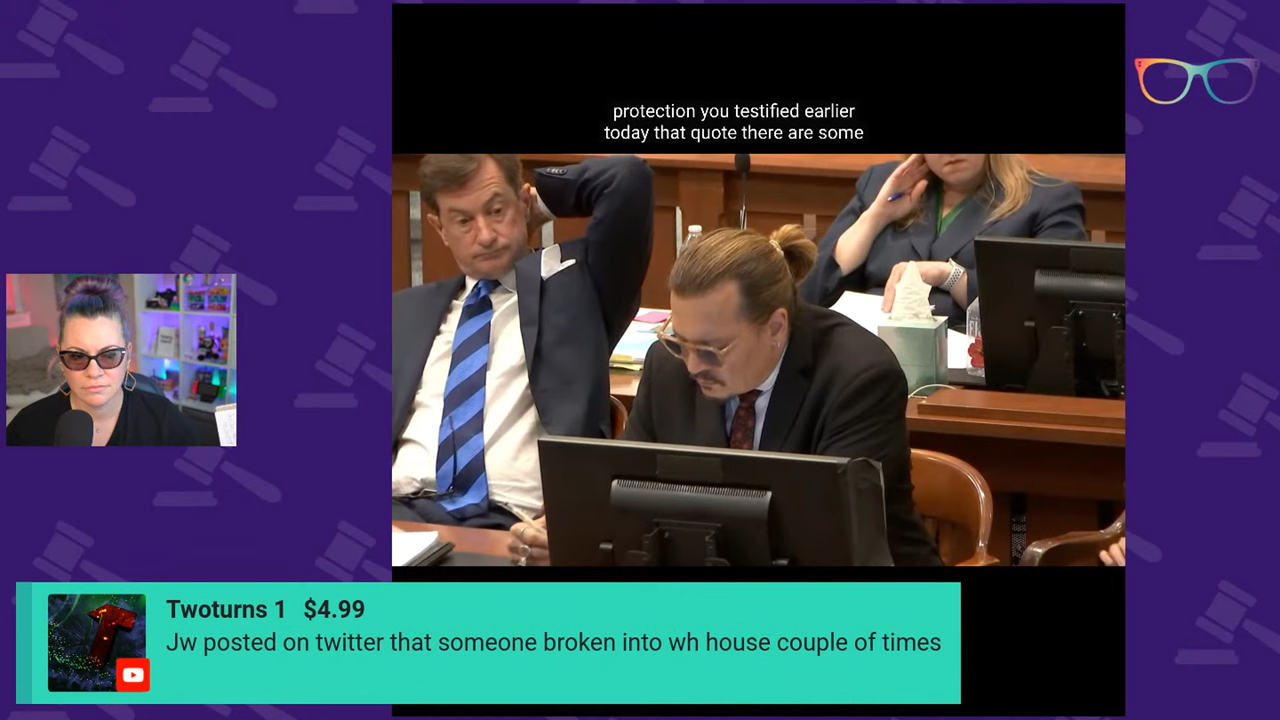 protection you testified earlier
today that quote there are some
Twoturns 1 $4.99
Jw posted on twitter that someone broken into wh house couple of times